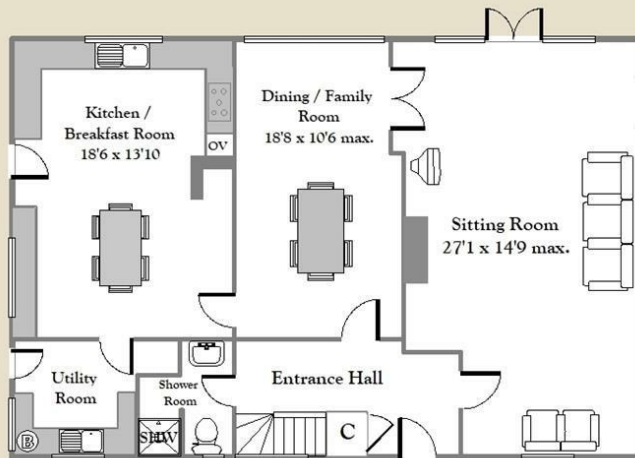 Kitchen /
Breakfast Room
18'6 x 13'10
OV
Dining / Family
Room
18'8 x 10'6 max.
Sitting Room
27'1 x 14'9 max.
Utility
Room
Shower
Room
Entrance Hall
B
SHW
C